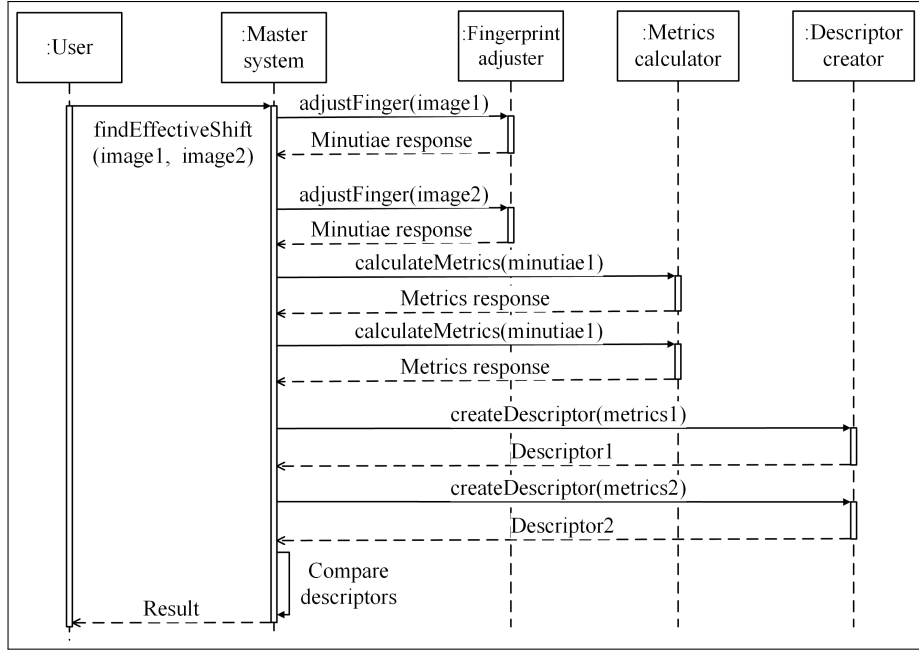 :User
:Master
system
:Fingerprint
adjuster
:Metrics
calculator
:Descriptor
creator
findEffectiveShift
(image1, image2)
adjustFinger(image1)
Minutiae response
adjustFinger(image2)
Minutiae response
calculateMetrics(minutiae1)
Metrics response
calculateMetrics(minutiae1)
Metrics response
createDescriptor(metrics1)
Descriptor1
createDescriptor(metrics2)
Descriptor2
Compare
descriptors
Result